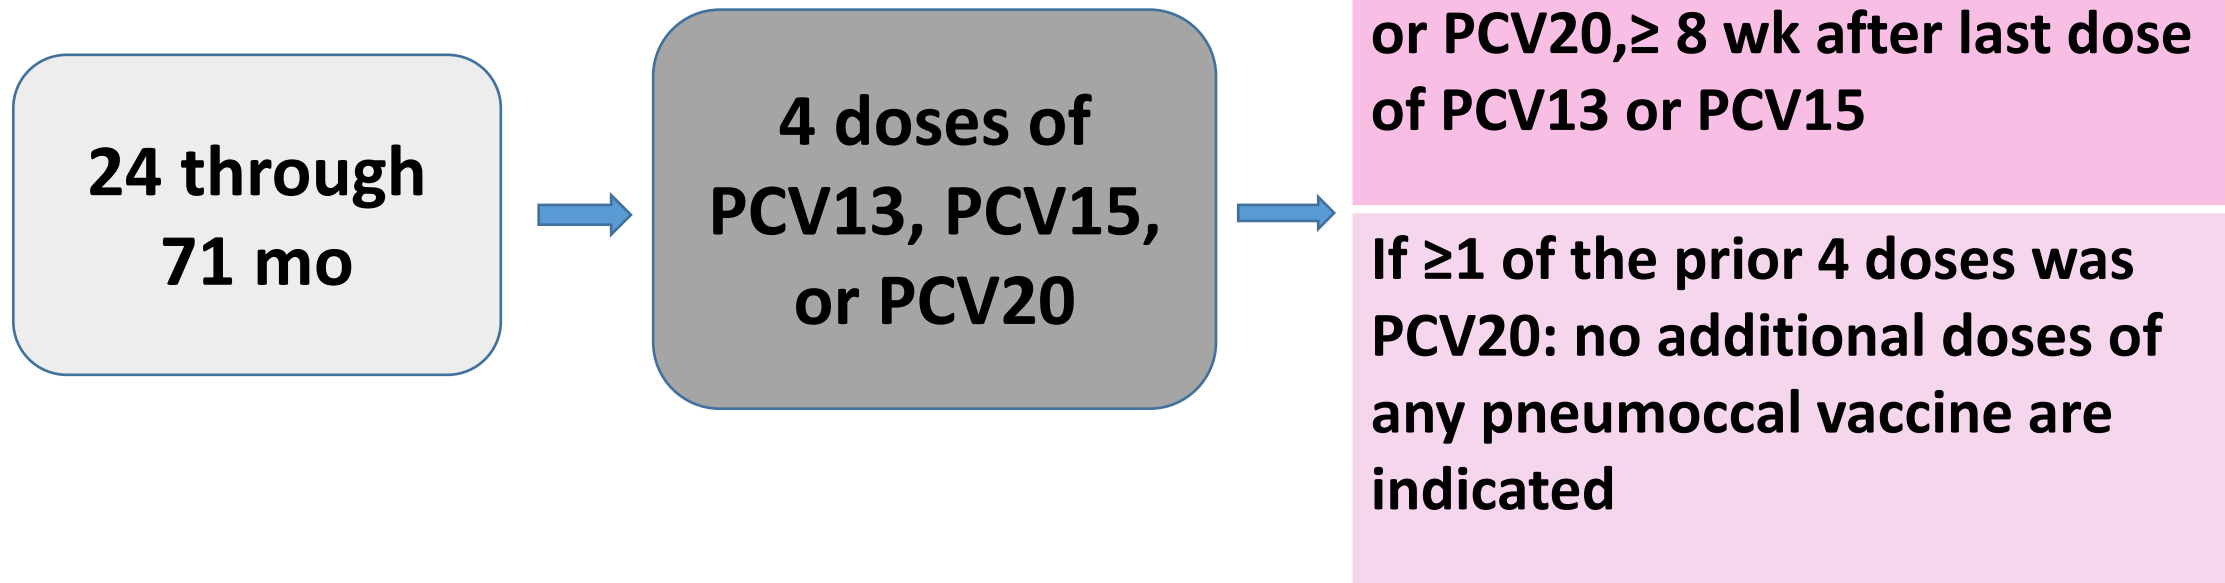 24 through
71 mo
4 doses of
PCV13, PCV15,
or PCV20
or PCV20,≥ 8 wk after last dose
of PCV13 or PCV15
If ≥1 of the prior 4 doses was
PCV20: no additional doses of
any pneumoccal vaccine are
indicated